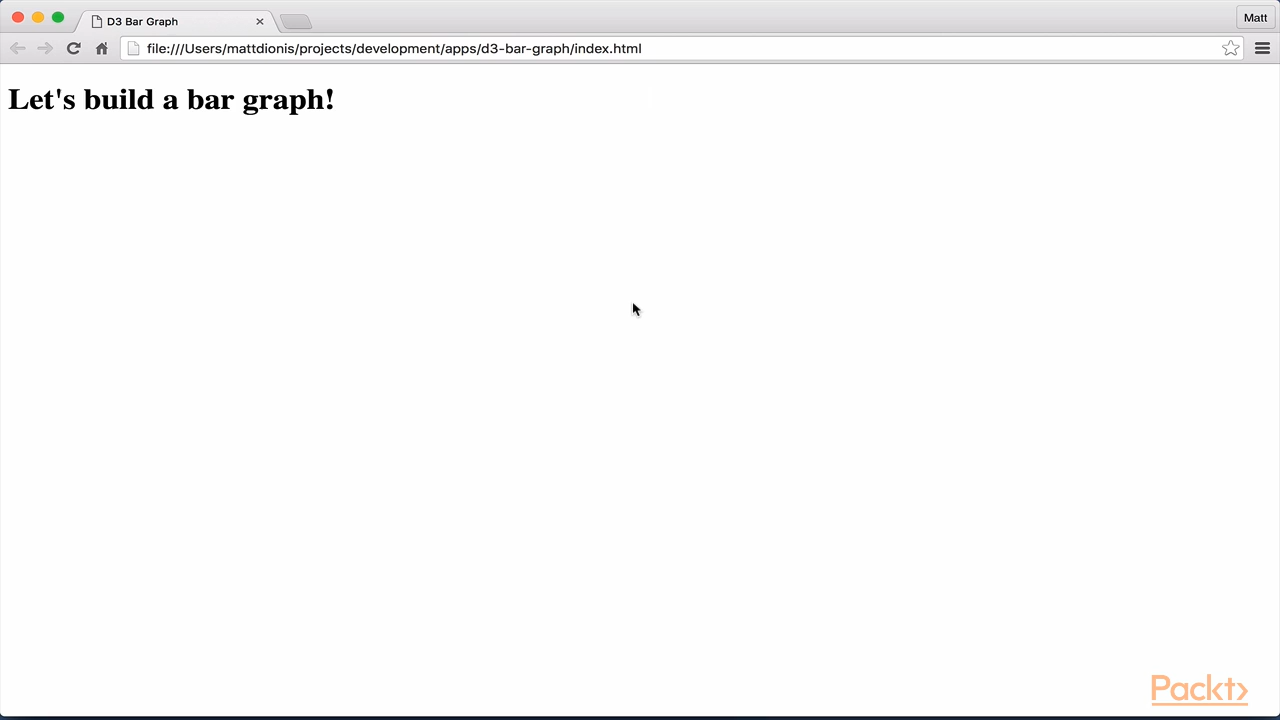 D3 Bar Graph
Matt
file:///Users/mattdionis/projects/development/apps/d3-bar-graph/index.html
Let's build a bar graph!
Packt